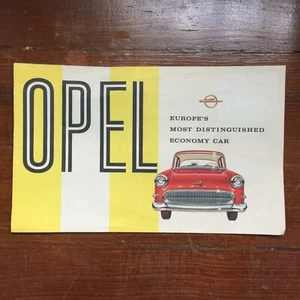 OPEL
EUROPE'S
MOST DISTINGUISHED
ECONOMY CAR